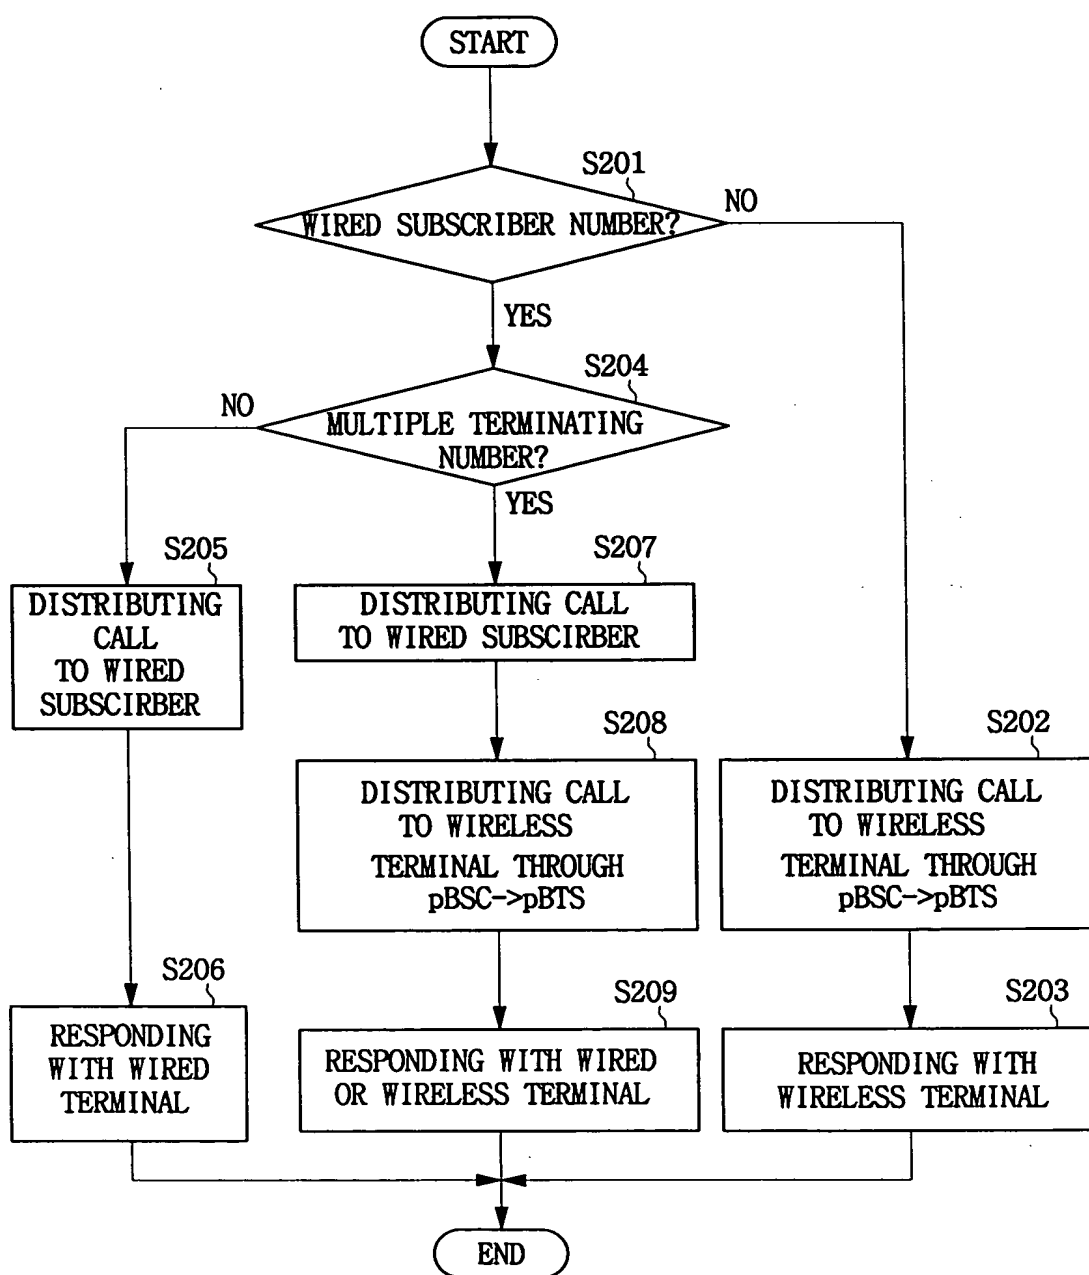 START
S201
WIRED SUBSCRIBER NUMBER?
NO
YES
S204
NO
MULTIPLE TERMINATING
NUMBER?
YES
S205
DISTRIBUTING
CALL
TO WIRED
SUBSCIRBER
S207
DISTRIBUTING CALL
TO WIRED SUBSCIRBER
S208
DISTRIBUTING CALL
TO WIRELESS
TERMINAL THROUGH
pBSC->pBTS
S202
DISTRIBUTING CALL
TO WIRELESS
TERMINAL THROUGH
pBSC->pBTS
S206
RESPONDING
WITH WIRED
TERMINAL
S209
RESPONDING WITH WIRED
OR WIRELESS TERMINAL
S203
RESPONDING WITH
WIRELESS TERMINAL
END